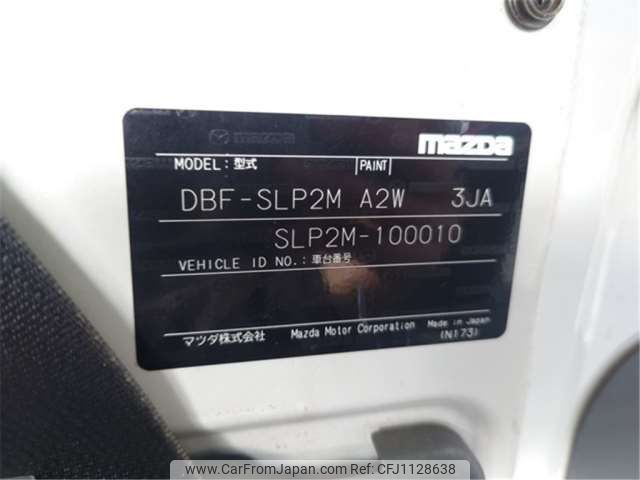 mazda
MODEL：型式 PAINT
DBF-SLP2M A2W 3JA
SLP2M-100010
VEHICLE ID NO.：車台番号
マツダ株式会社 Mazda Motor Corporation Made in Japan
(N173)
www.CarFromJapan.com REFNO:CFJ1128638